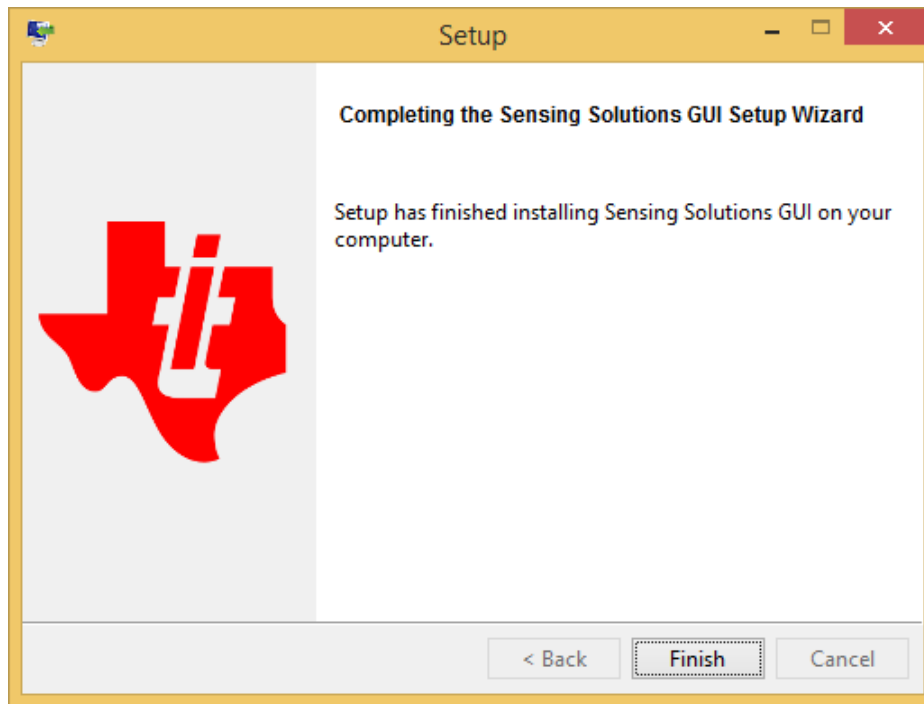 Setup
Completing the Sensing Solutions GUI Setup Wizard
Setup has finished installing Sensing Solutions GUI on your
computer.
ti
< Back Finish Cancel